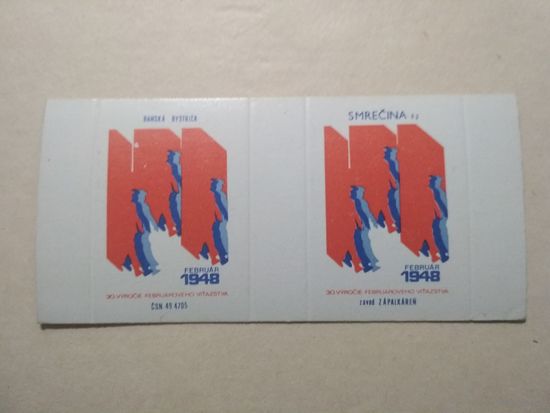 BANSKÁ BYSTRICA
FEBRUÁR
1948
30. VÝROČIE FEBRUÁROVÉHO VÍŤAZSTVA
ČSN 49 4705
SMREČINA
FEBRUÁR
1948
30. VÝROČIE FEBRUÁROVÉHO VÍŤAZSTVA
závod ZÁPALKÁREŇ